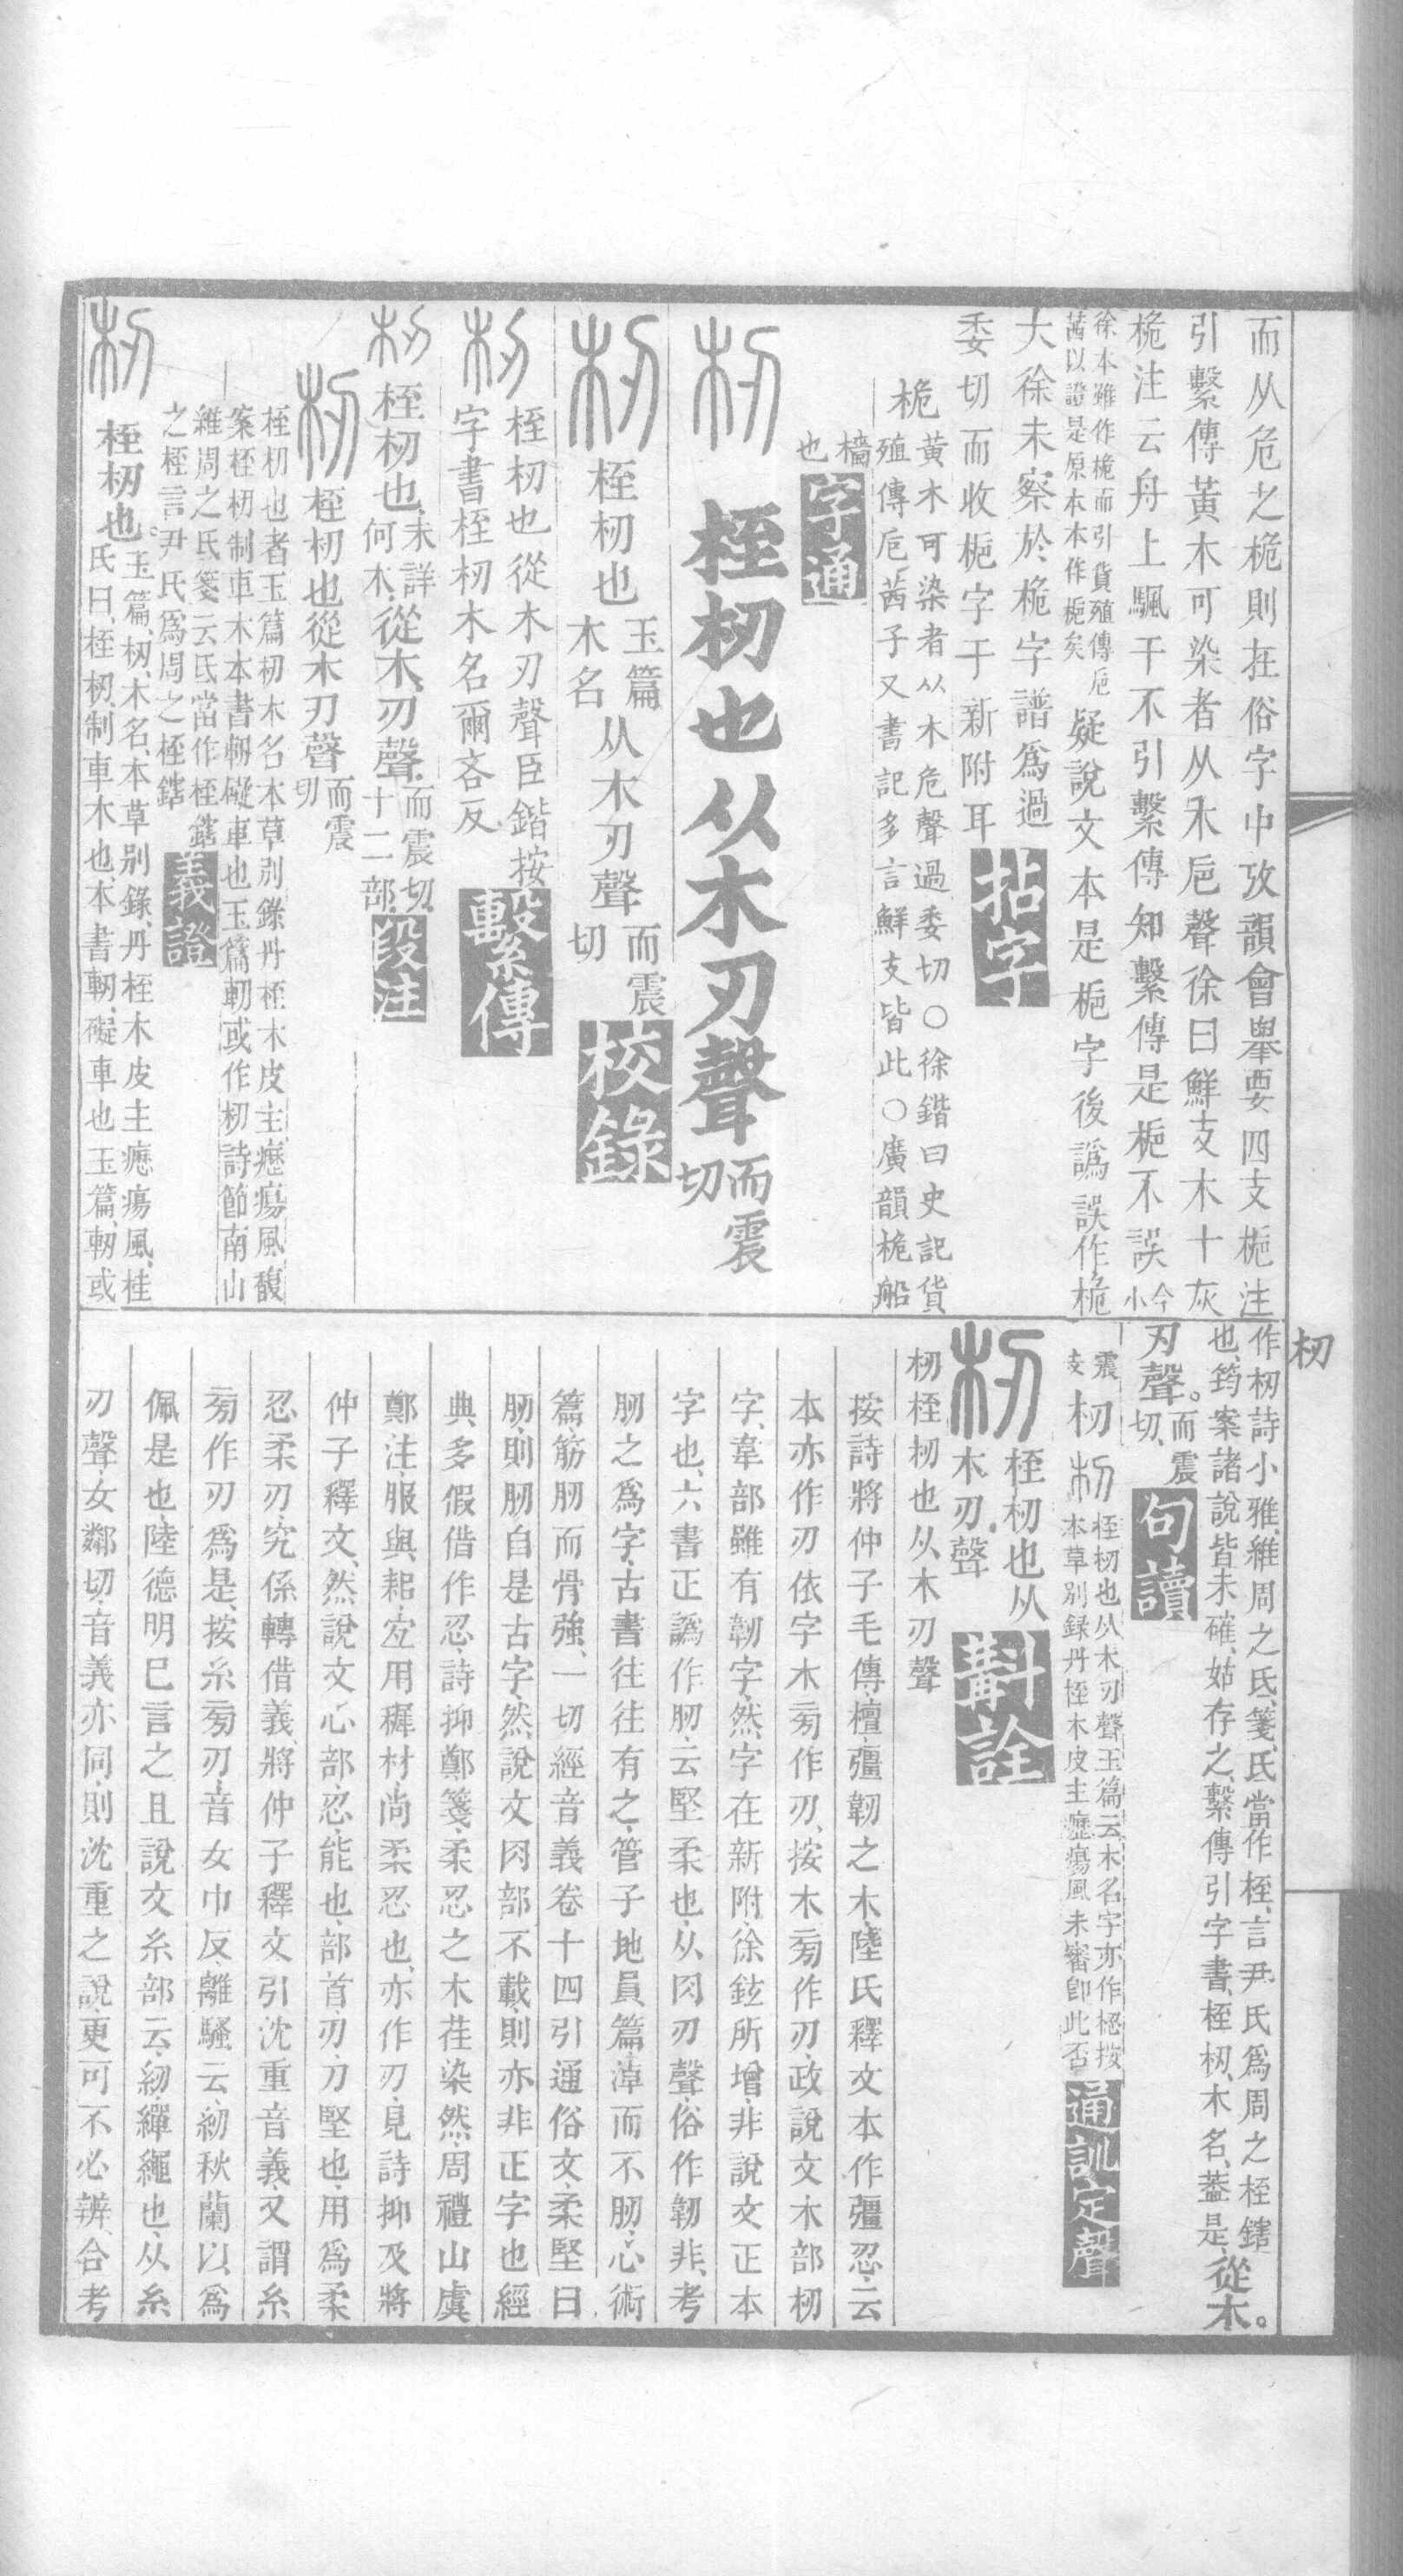 而从危之桅則在俗字中攷韻會舉要四支梔注
引繫傳黃木可染者从木巵聲徐曰鮮支木十灰
桅注云舟上颿干不引繫傳知繫傳是梔不誤今小
徐本雖作桅而引貨殖傳巵
茜以證是原本本作梔矣
疑說文本是梔字後譌誤作桅
大徐未察於桅字譜爲過
委切而收梔字于新附耳
拈字
桅
黃木可染者从木危聲過委切〇徐鍇曰史記貨
殖傳巵茜子又書記多言鮮支皆此〇廣韻桅船
檣
也
字通
杒
桎杒也从木刃聲
而震
切
杒
桎杒也
玉篇
木名
从木刃聲
而震
切
校錄
杒
桎杒也從木刃聲臣鍇按
字書桎杒木名爾吝反
繫傳
杒
桎杒也
未詳
何木
從木刃聲
而震切
十二部
段注
杒
桎杒也從木刃聲
而震
切
桎杒也者玉篇杒木名本草別錄丹桎木皮主癧瘍風馥
案桎杒制車木本書軔礙車也玉篇軔或作杒詩節南山
維周之氐箋云氐當作桎鎋
之桎言尹氏爲周之桎鎋
義證
杒
桎杒也
玉篇杒木名本草別錄丹桎木皮主癧瘍風桂
氏曰桎杒制車木也本書軔礙車也玉篇軔或
杒
作杒詩小雅維周之氐箋氐當作桎言尹氏爲周之桎鎋
也筠案諸說皆未確姑存之繫傳引字書桎杒木名葢是
從木。
刃聲。
而震
切
句讀
震
支
杒
杒
桎杒也从木刃聲玉篇云木名字亦作梕按
本草別録丹桎木皮主癧瘍風未審卽此否
通訓定聲
杒
桎杒也从
木刃聲
斠詮
杒桎杒也从木刃聲
按詩將仲子毛傳檀彊韌之木陸氏釋文本作彊忍云
本亦作刃依字木㫄作刃按木㫄作刃政說文木部杒
字韋部雖有韌字然字在新附徐鉉所增非說文正本
字也六書正譌作肕云堅柔也从肉刃聲俗作韌非考
肕之爲字古書往往有之管子地員篇淖而不肕心術
篇筋肕而骨強一切經音義卷十四引通俗文柔堅曰
肕則肕自是古字然說文肉部不載則亦非正字也經
典多假借作忍詩抑鄭箋柔忍之木荏染然周禮山虞
鄭注服與耜宜用穉材尚柔忍也亦作刃見詩抑及將
仲子釋文然說文心部忍能也部首刃刀堅也用爲柔
忍柔刃究係轉借義將仲子釋文引沈重音義又謂糸
㫄作刃爲是按糸㫄刃音女巾反離騷云紉秋蘭以爲
佩是也陸德明巳言之且說文糸部云紉繟繩也从糸
刃聲女鄰切音義亦同則沈重之說更可不必辨合考